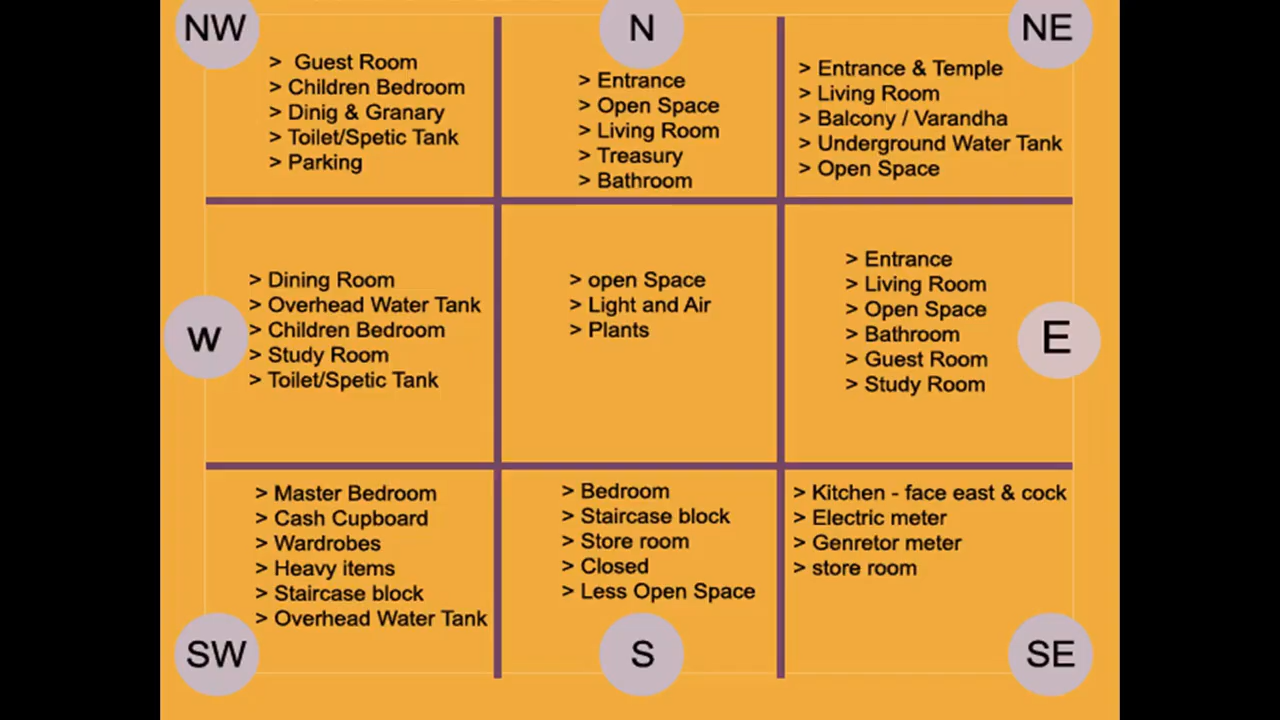 NW
> Guest Room
> Children Bedroom
> Dinig & Granary
> Toilet/Spetic Tank
> Parking
N
> Entrance
> Open Space
> Living Room
> Treasury
> Bathroom
NE
> Entrance & Temple
> Living Room
> Balcony / Varandha
> Underground Water Tank
> Open Space
W
> Dining Room
> Overhead Water Tank
> Children Bedroom
> Study Room
> Toilet/Spetic Tank
> open Space
> Light and Air
> Plants
E
> Entrance
> Living Room
> Open Space
> Bathroom
> Guest Room
> Study Room
> Master Bedroom
> Cash Cupboard
> Wardrobes
> Heavy items
> Staircase block
> Overhead Water Tank
SW
> Bedroom
> Staircase block
> Store room
> Closed
> Less Open Space
S
> Kitchen - face east & cock
> Electric meter
> Genretor meter
> store room
SE